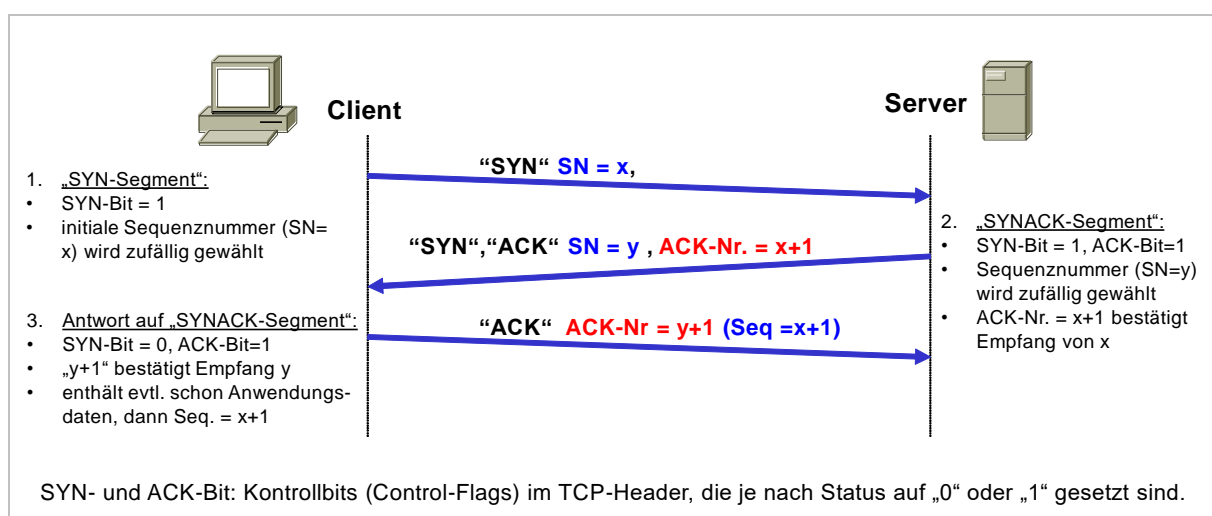 Client
Server
“SYN“ SN = x,
1. „SYN-Segment“:
• SYN-Bit = 1
• initiale Sequenznummer (SN=
x) wird zufällig gewählt
“SYN“,“ACK“ SN = y , ACK-Nr. = x+1
2. „SYNACK-Segment“:
• SYN-Bit = 1, ACK-Bit=1
• Sequenznummer (SN=y)
wird zufällig gewählt
• ACK-Nr. = x+1 bestätigt
Empfang von x
3. Antwort auf „SYNACK-Segment“:
• SYN-Bit = 0, ACK-Bit=1
• „y+1“ bestätigt Empfang y
• enthält evtl. schon Anwendungs-
daten, dann Seq. = x+1
“ACK“ ACK-Nr = y+1 (Seq =x+1)
SYN- und ACK-Bit: Kontrollbits (Control-Flags) im TCP-Header, die je nach Status auf „0“ oder „1“ gesetzt sind.